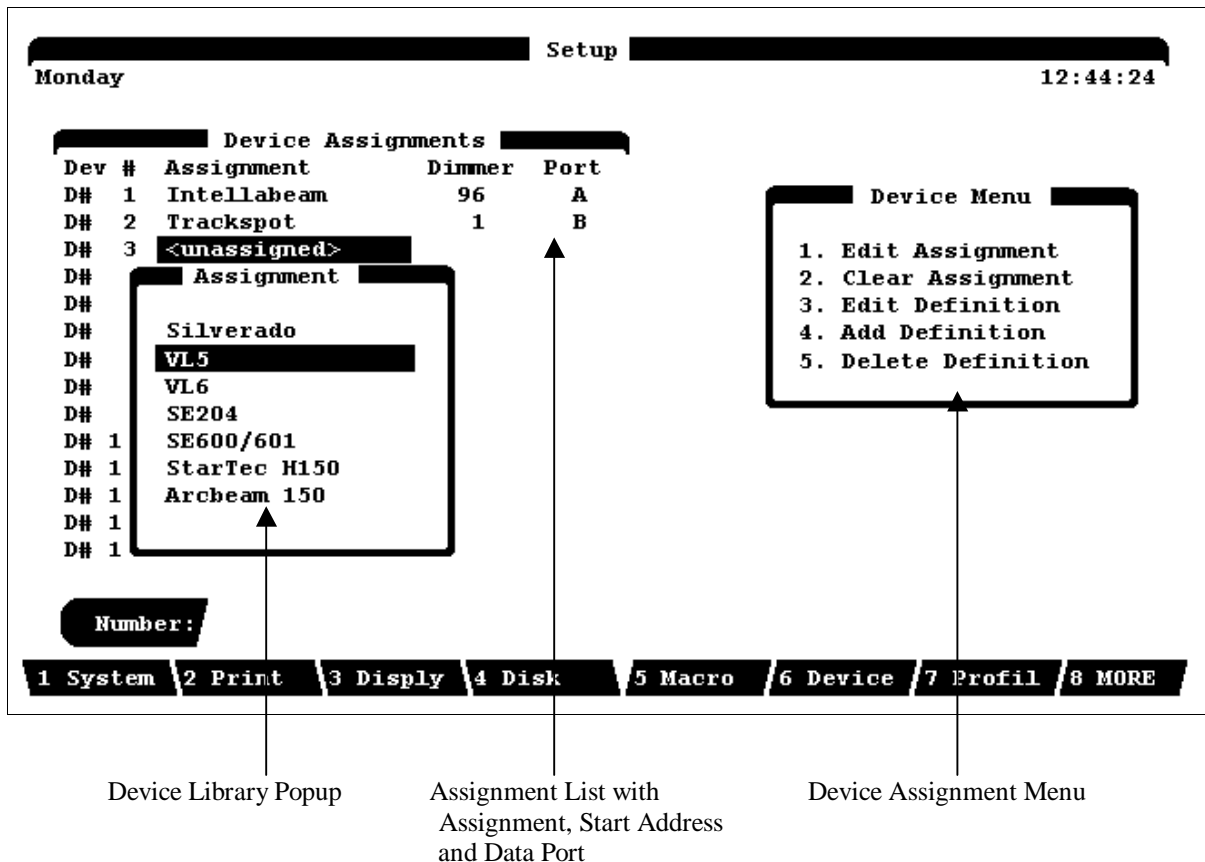 Setup
Monday 12:44:24
Device Assignments
Dev # Assignment Dimmer Port
D# 1 Intellabeam 96 A
D# 2 Trackspot 1 B
D# 3 <unassigned>
D#
D#
D#
D#
D#
D#
D# 1
D# 1
D# 1
D# 1
D# 1
Assignment
Silverado
VL5
VL6
SE204
SE600/601
StarTec H150
Archeam 150
Device Menu
1. Edit Assignment
2. Clear Assignment
3. Edit Definition
4. Add Definition
5. Delete Definition
Number:
1 System 2 Print 3 Disply 4 Disk 5 Macro 6 Device 7 Profil 8 MORE
Device Library Popup
Assignment List with
Assignment, Start Address
and Data Port
Device Assignment Menu